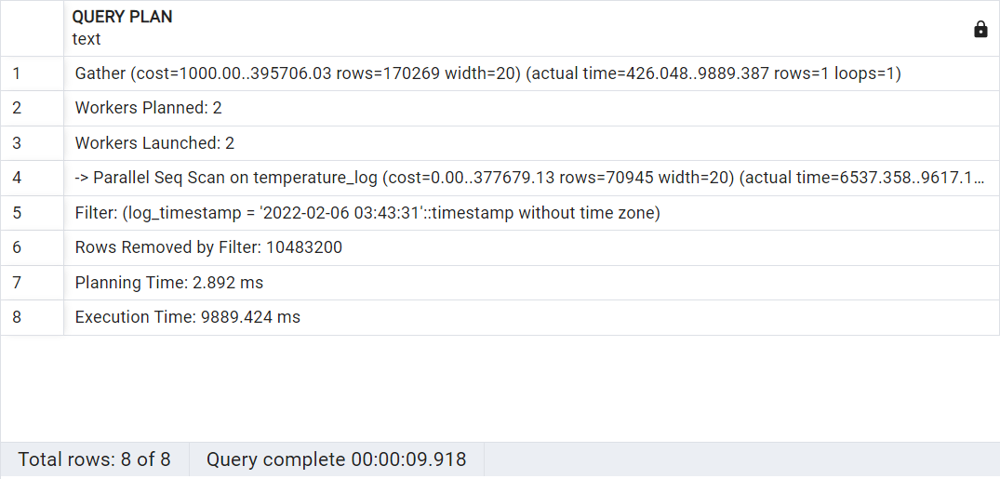 QUERY PLAN
text
1 Gather (cost=1000.00..395706.03 rows=170269 width=20) (actual time=426.048..9889.387 rows=1 loops=1)
2 Workers Planned: 2
3 Workers Launched: 2
4 -> Parallel Seq Scan on temperature_log (cost=0.00..377679.13 rows=70945 width=20) (actual time=6537.358..9617.1...
5 Filter: (log_timestamp = '2022-02-06 03:43:31'::timestamp without time zone)
6 Rows Removed by Filter: 10483200
7 Planning Time: 2.892 ms
8 Execution Time: 9889.424 ms
Total rows: 8 of 8 Query complete 00:00:09.918